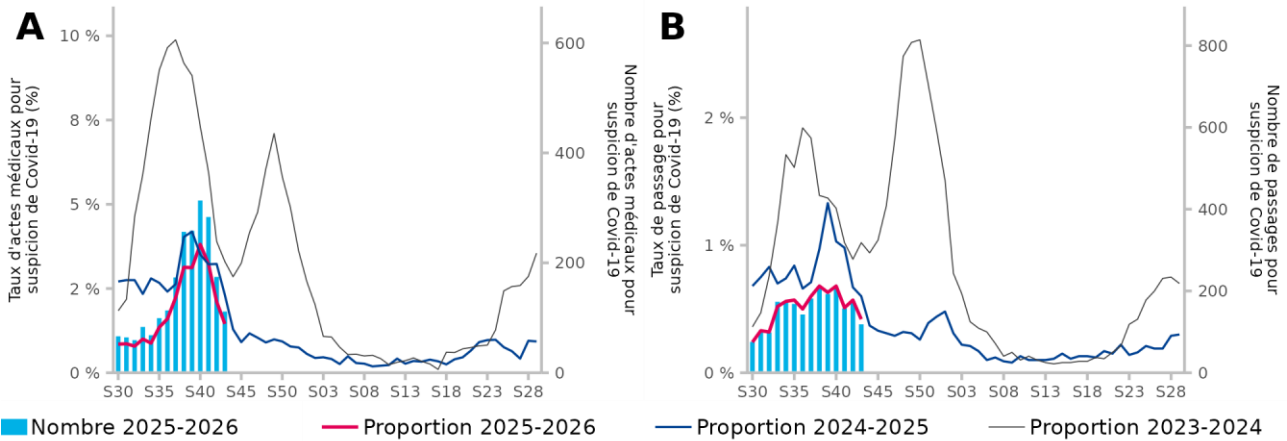 A
Taux d'actes médicaux pour
suspicion de Covid-19 (%)
10 %
8 %
5 %
2 %
0 %
600
400
200
0
Nombre d'actes médicaux pour
suspicion de Covid-19
S30 S35 S40 S45 S50 S03 S08 S13 S18 S23 S28
B
Taux de passage pour
suspicion de Covid-19 (%)
2 %
1 %
0 %
800
600
400
200
0
Nombre de passages pour
suspicion de Covid-19
S30 S35 S40 S45 S50 S03 S08 S13 S18 S23 S28
Nombre 2025-2026 Proportion 2025-2026 Proportion 2024-2025 Proportion 2023-2024